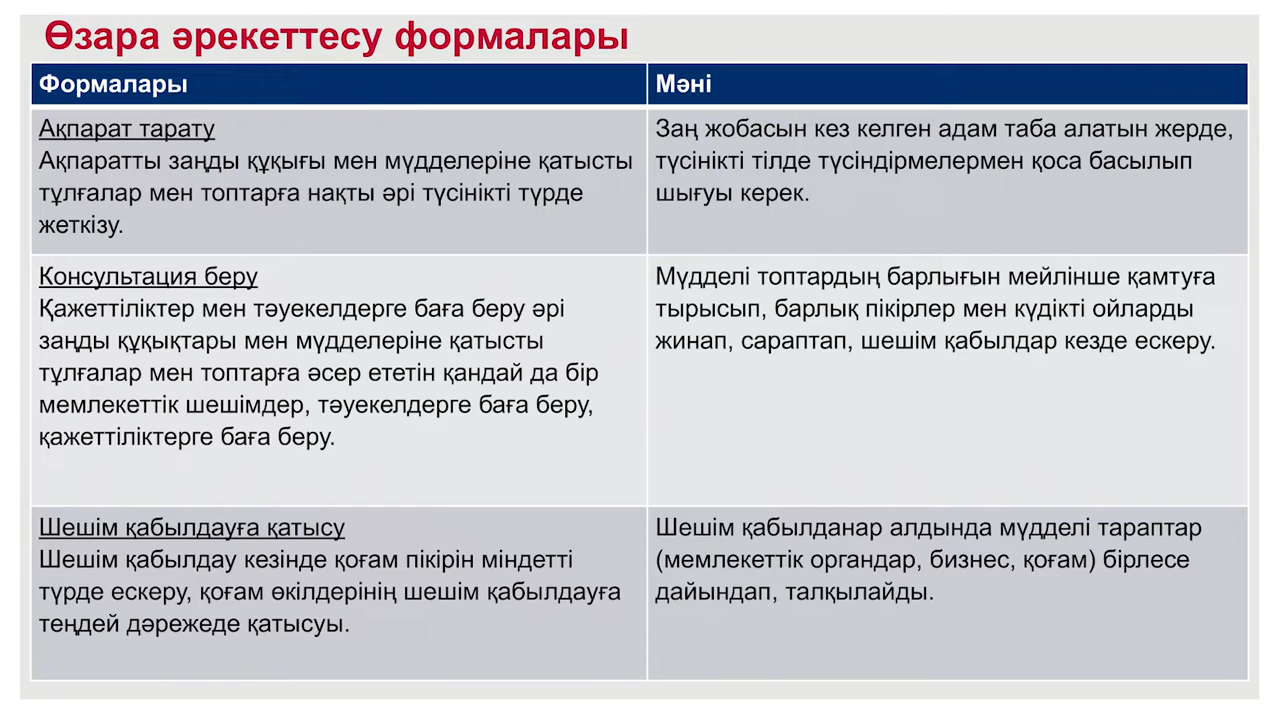 Өзара әрекеттесу формалары
Формалары
Мәні
Ақпарат тарату
Ақпаратты заңды құқығы мен мүдделеріне қатысты
тұлғалар мен топтарға нақты әрі түсінікті түрде
жеткізу.
Заң жобасын кез келген адам таба алатын жерде,
түсінікті тілде түсіндірмелермен қоса басылып
шығуы керек.
Консультация беру
Қажеттіліктер мен тәуекелдерге баға беру әрі
заңды құқықтары мен мүдделеріне қатысты
тұлғалар мен топтарға әсер ететін қандай да бір
мемлекеттік шешімдер, тәуекелдерге баға беру,
қажеттіліктерге баға беру.
Мүдделі топтардың барлығын мейлінше қамтуға
тырысып, барлық пікірлер мен күдікті ойларды
жинап, сараптап, шешім қабылдар кезде ескеру.
Шешім қабылдауға қатысу
Шешім қабылдау кезінде қоғам пікірін міндетті
түрде ескеру, қоғам өкілдерінің шешім қабылдауға
теңдей дәрежеде қатысуы.
Шешім қабылданар алдында мүдделі тараптар
(мемлекеттік органдар, бизнес, қоғам) бірлесе
дайындап, талқылайды.